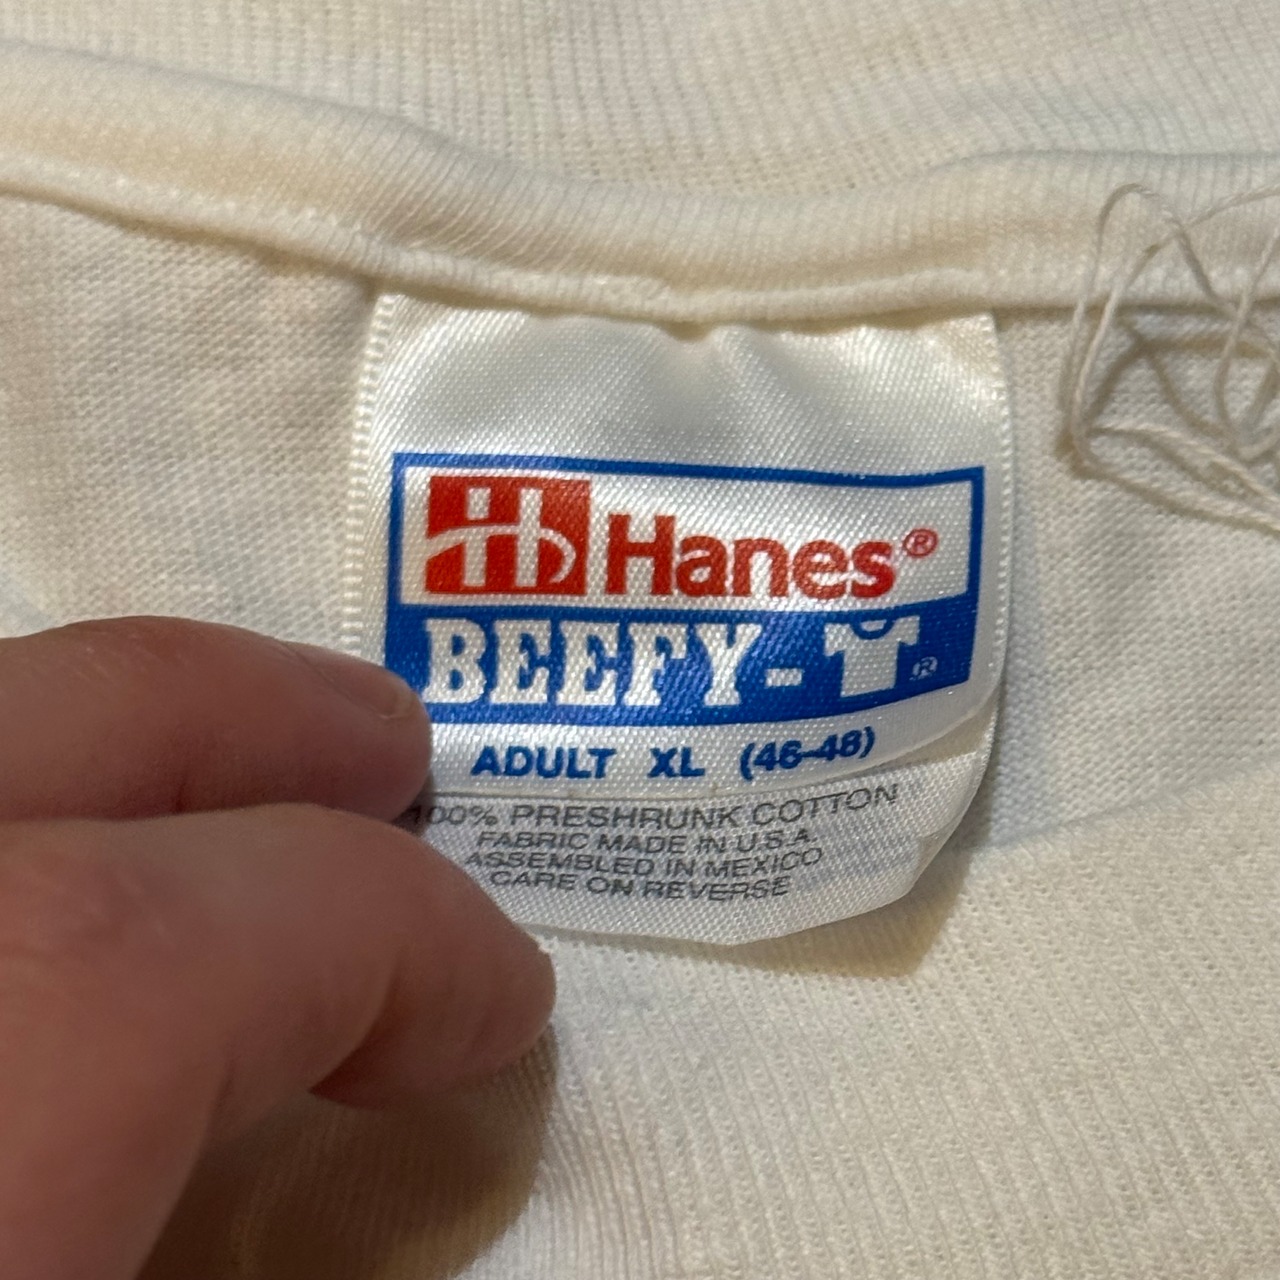 Hanes®
BEEFY-T®
ADULT XL (46-48)
100% PRESHRUNK COTTON
FABRIC MADE IN U.S.A.
ASSEMBLED IN MEXICO
CARE ON REVERSE